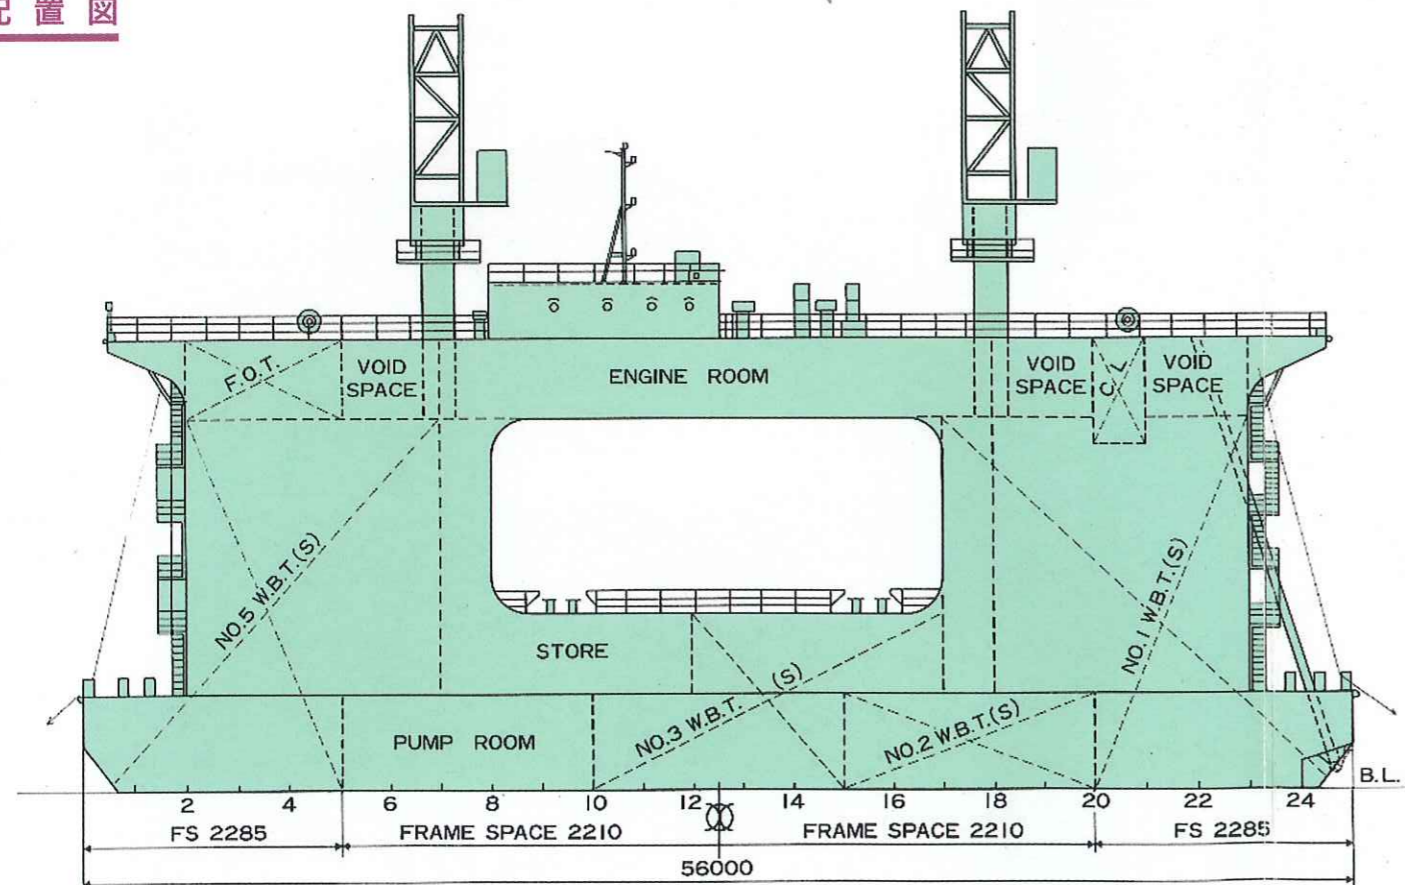 配置図
F.O.T.
VOID
SPACE
ENGINE ROOM
VOID
SPACE
C.L.
VOID
SPACE
NO.5 W.B.T.(S)
NO.1 W.B.T.(S)
STORE
PUMP ROOM
NO.3 W.B.T. (S)
NO.2 W.B.T.(S)
B.L.
2 4 6 8 10 12 14 16 18 20 22 24
FS 2285
FRAME SPACE 2210
FRAME SPACE 2210
FS 2285
56000